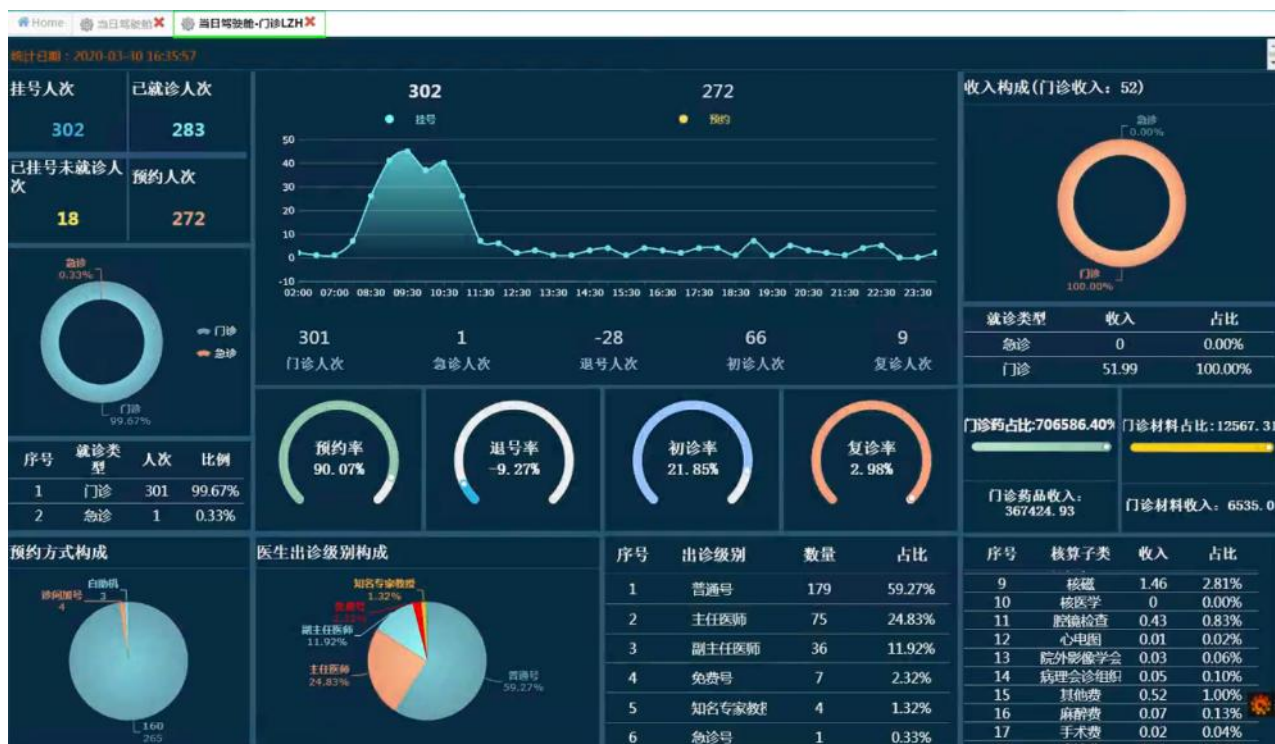 Home 当日驾驶舱 当日驾驶舱-门诊LZH
统计日期：2020-03-10 16:35:57
挂号人次
302
已就诊人次
283
已挂号未就诊人次
18
预约人次
272
急诊
0.33%
门诊
急诊
门诊
99.67%
序号 就诊类型 人次 比例
1 门诊 301 99.67%
2 急诊 1 0.33%
302
挂号
272
预约
50
40
30
20
10
0
-10
02:00 07:00 08:30 09:30 10:30 11:30 12:30 13:30 14:30 15:30 16:30 17:30 18:30 19:30 20:30 21:30 22:30 23:30
301 1 -28 66 9
门诊人次 急诊人次 退号人次 初诊人次 复诊人次
预约率
90.07%
退号率
-9.27%
初诊率
21.85%
复诊率
2.98%
收入构成(门诊收入：52)
急诊
0.00%
门诊
100.00%
就诊类型 收入 占比
急诊 0 0.00%
门诊 51.99 100.00%
门诊药占比:706586.40%
门诊药品收入：
367424.93
门诊材料占比:12567.31
门诊材料收入：6535.0
预约方式构成
自助机
3
诊间加号
4
160
265
医生出诊级别构成
知名专家教授
1.32%
免费号
2.32%
副主任医师
11.92%
主任医师
24.83%
普通号
59.27%
序号 出诊级别 数量 占比
1 普通号 179 59.27%
2 主任医师 75 24.83%
3 副主任医师 36 11.92%
4 免费号 7 2.32%
5 知名专家教 4 1.32%
6 急诊号 1 0.33%
序号 核算子类 收入 占比
9 核磁 1.46 2.81%
10 核医学 0 0.00%
11 腔镜检查 0.43 0.83%
12 心电图 0.01 0.02%
13 院外影像学会 0.03 0.06%
14 病理会诊组织 0.05 0.10%
15 其他费 0.52 1.00%
16 麻醉费 0.07 0.13%
17 手术费 0.02 0.04%